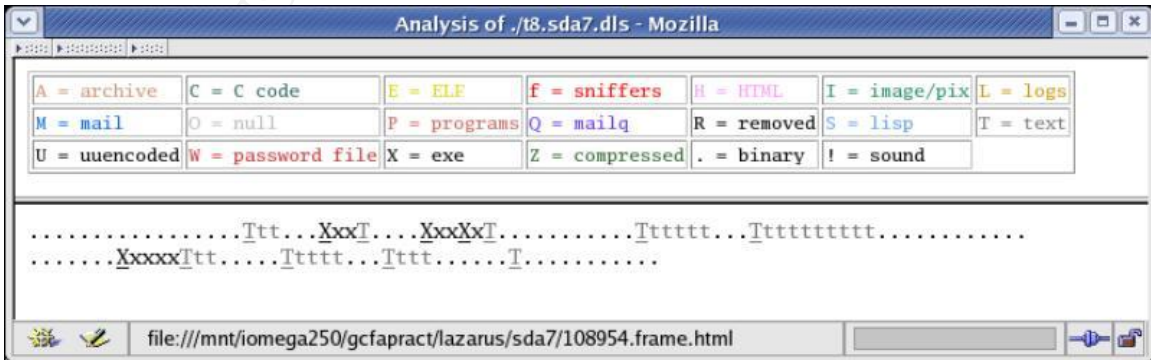 Analysis of ./t8.sda7.dls - Mozilla
A = archive C = C code E = ELF f = sniffers H = HTML I = image/pix L = logs
M = mail O = null P = programs Q = mailq R = removed S = lisp T = text
U = uuencoded W = password file X = exe Z = compressed . = binary ! = sound
..................Ttt...XxxT....XxxXxT...........Tttttt...Tttttttttt............
.......XxxxxTtt.....Ttttt...Tttt......T...........
file:///mnt/iomega250/gcfapract/lazarus/sda7/108954.frame.html